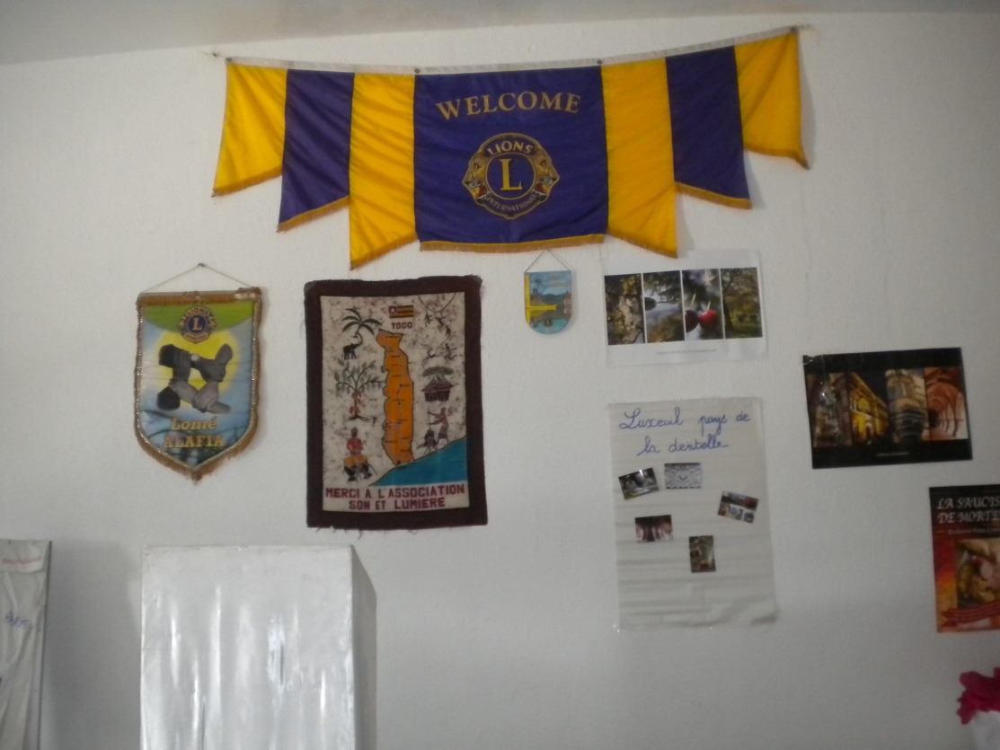 WELCOME
LIONS
L
INTERNATIONAL
LIONS
L
Lomé
ALAFIA
TOGO
MERCI A L'ASSOCIATION
SON ET LUMIERE
Luxeuil pays de
la dentelle
LA SAUCIS
DE MORTE